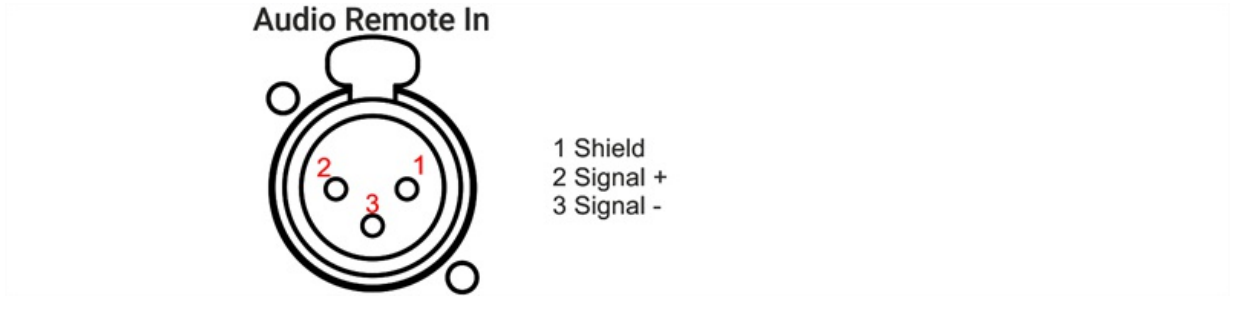 Audio Remote In
2
1
3
1 Shield
2 Signal +
3 Signal -